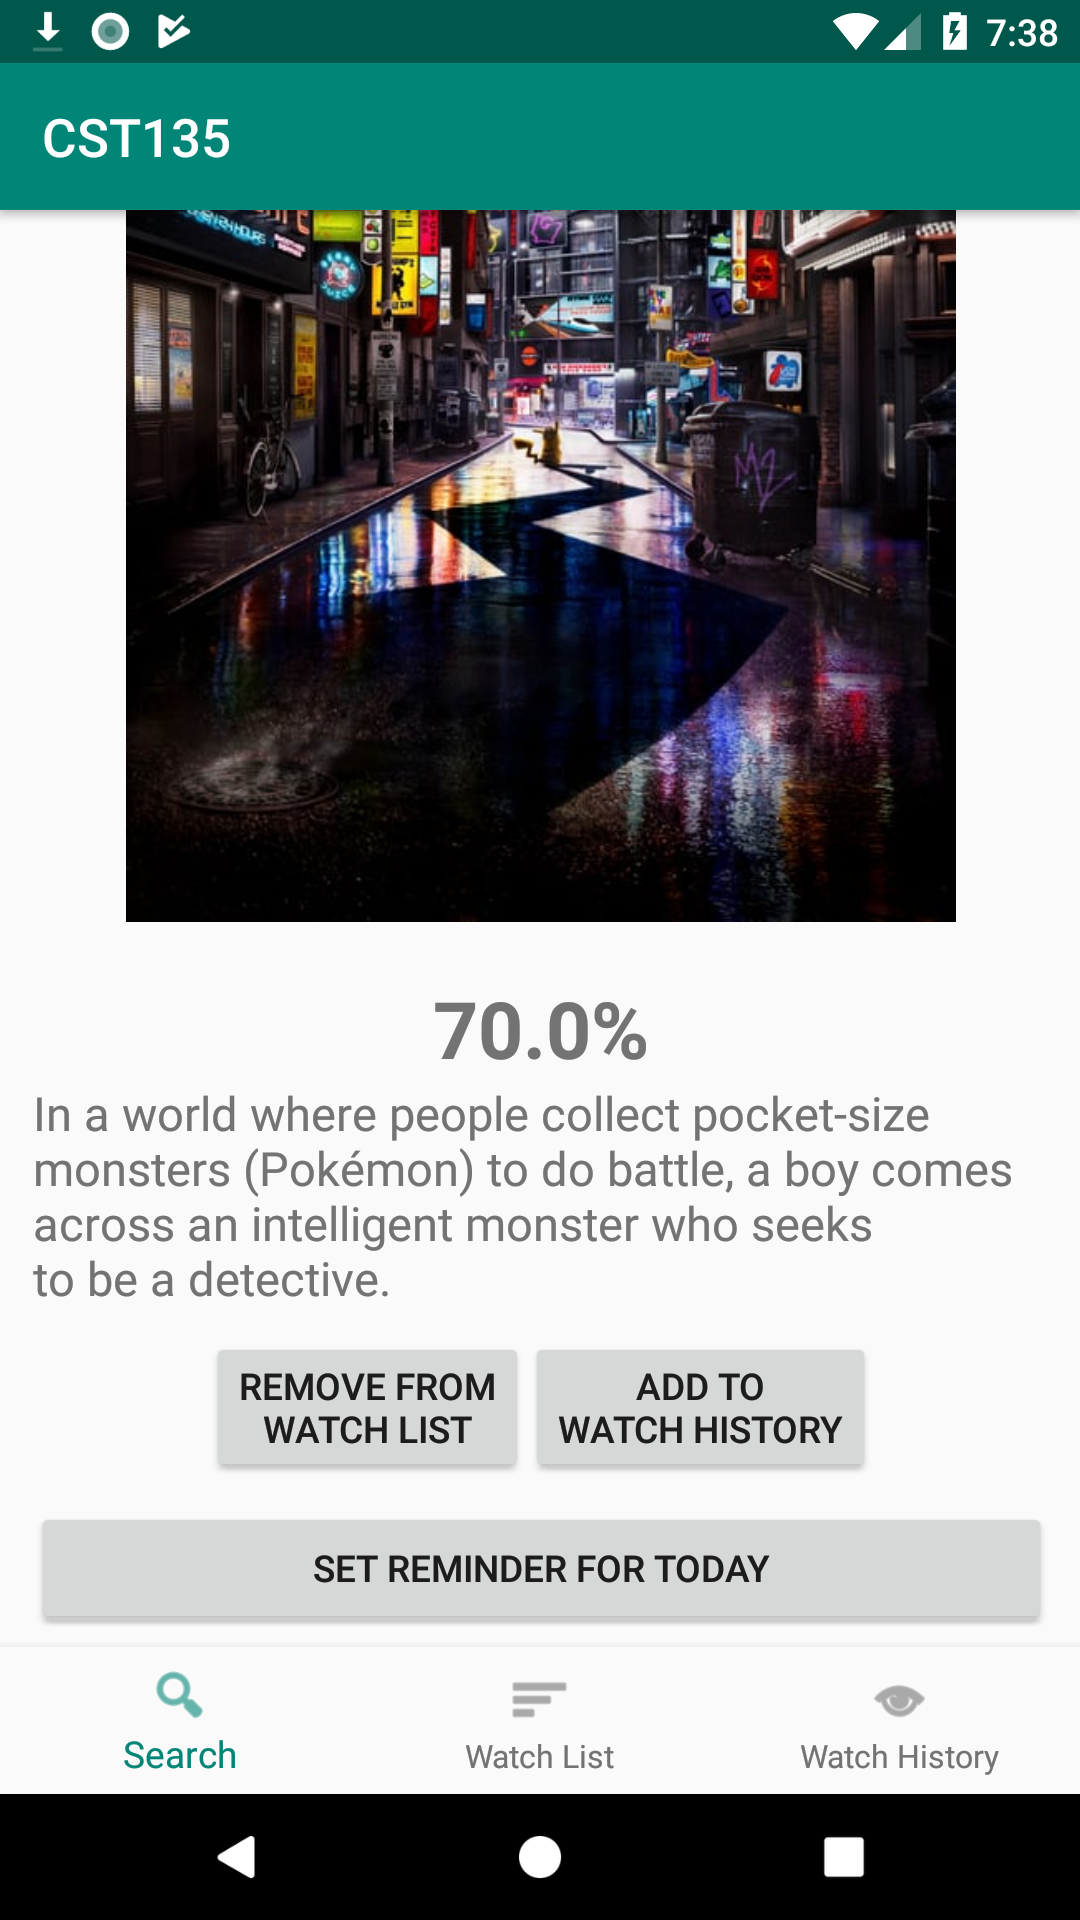 7:38
CST135
70.0%
In a world where people collect pocket-size
monsters (Pokémon) to do battle, a boy comes
across an intelligent monster who seeks
to be a detective.
REMOVE FROM
WATCH LIST
ADD TO
WATCH HISTORY
SET REMINDER FOR TODAY
Search
Watch List
Watch History